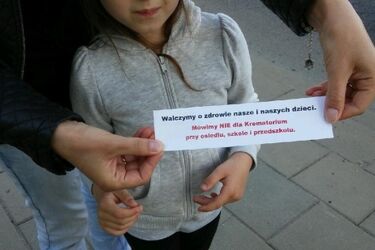 Walczymy o zdrowie nasze i naszych dzieci.
Mówimy NIE dla Krematorium
przy osiedlu, szkole i przedszkolu.